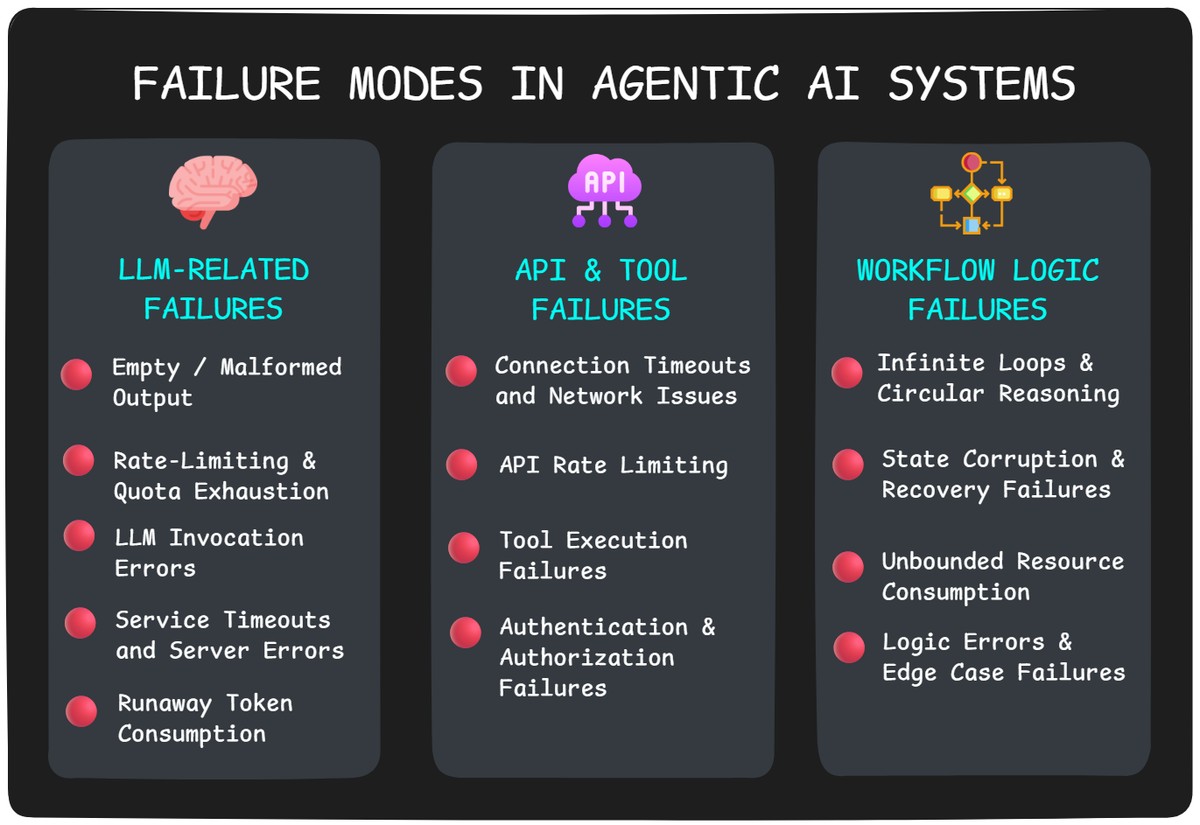 FAILURE MODES IN AGENTIC AI SYSTEMS
LLM-RELATED
FAILURES
Empty / Malformed
Output
Rate-Limiting &
Quota Exhaustion
LLM Invocation
Errors
Service Timeouts
and Server Errors
Runaway Token
Consumption
API
API & TOOL
FAILURES
Connection Timeouts
and Network Issues
API Rate Limiting
Tool Execution
Failures
Authentication &
Authorization
Failures
WORKFLOW LOGIC
FAILURES
Infinite Loops &
Circular Reasoning
State Corruption &
Recovery Failures
Unbounded Resource
Consumption
Logic Errors &
Edge Case Failures